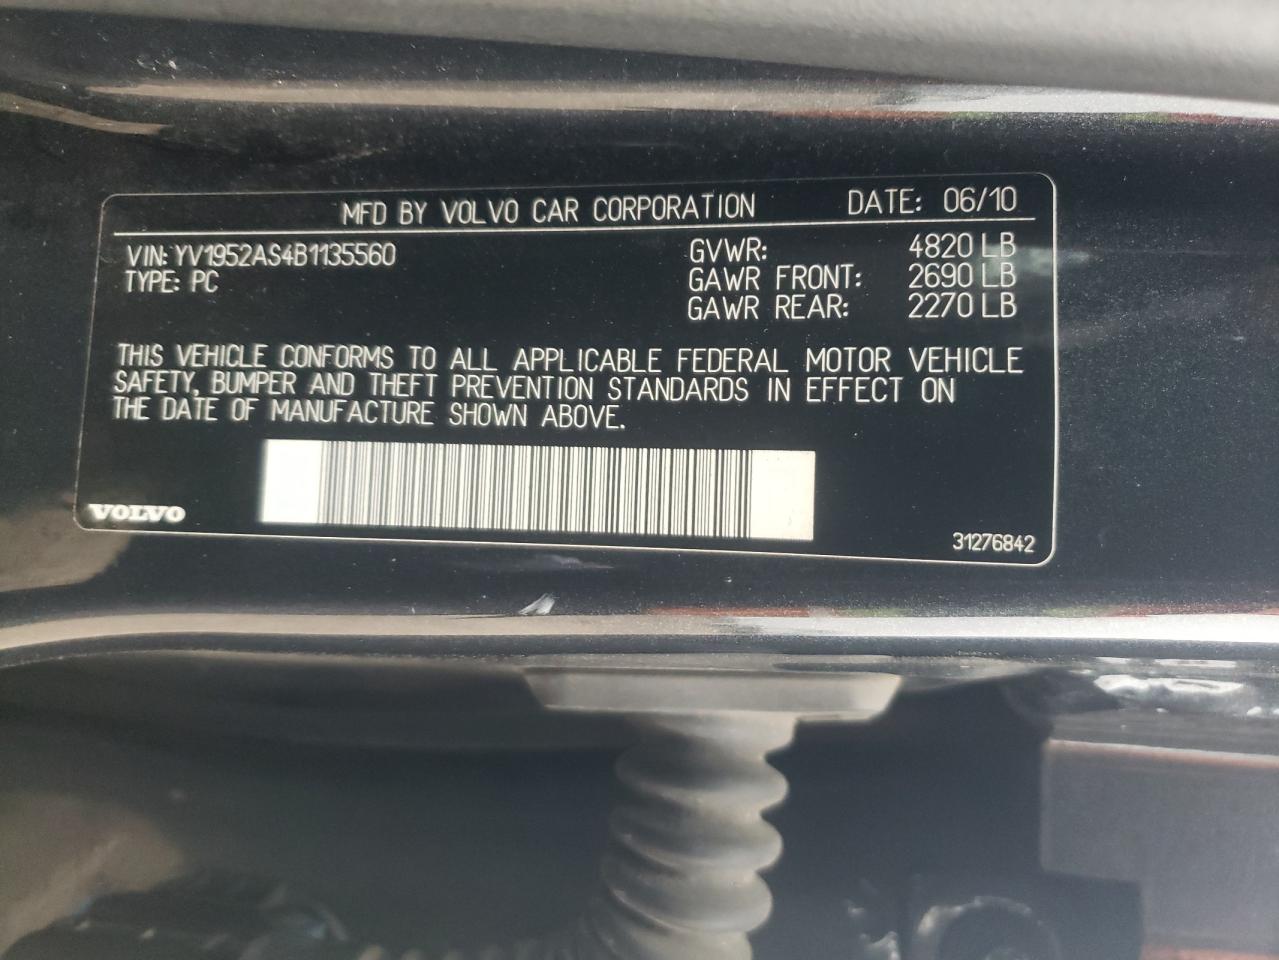 MFD BY VOLVO CAR CORPORATION DATE: 06/10
VIN: YV1952AS4B1135560 GVWR: 4820 LB
TYPE: PC GAWR FRONT: 2690 LB
GAWR REAR: 2270 LB
THIS VEHICLE CONFORMS TO ALL APPLICABLE FEDERAL MOTOR VEHICLE
SAFETY, BUMPER AND THEFT PREVENTION STANDARDS IN EFFECT ON
THE DATE OF MANUFACTURE SHOWN ABOVE.
VOLVO
31276842